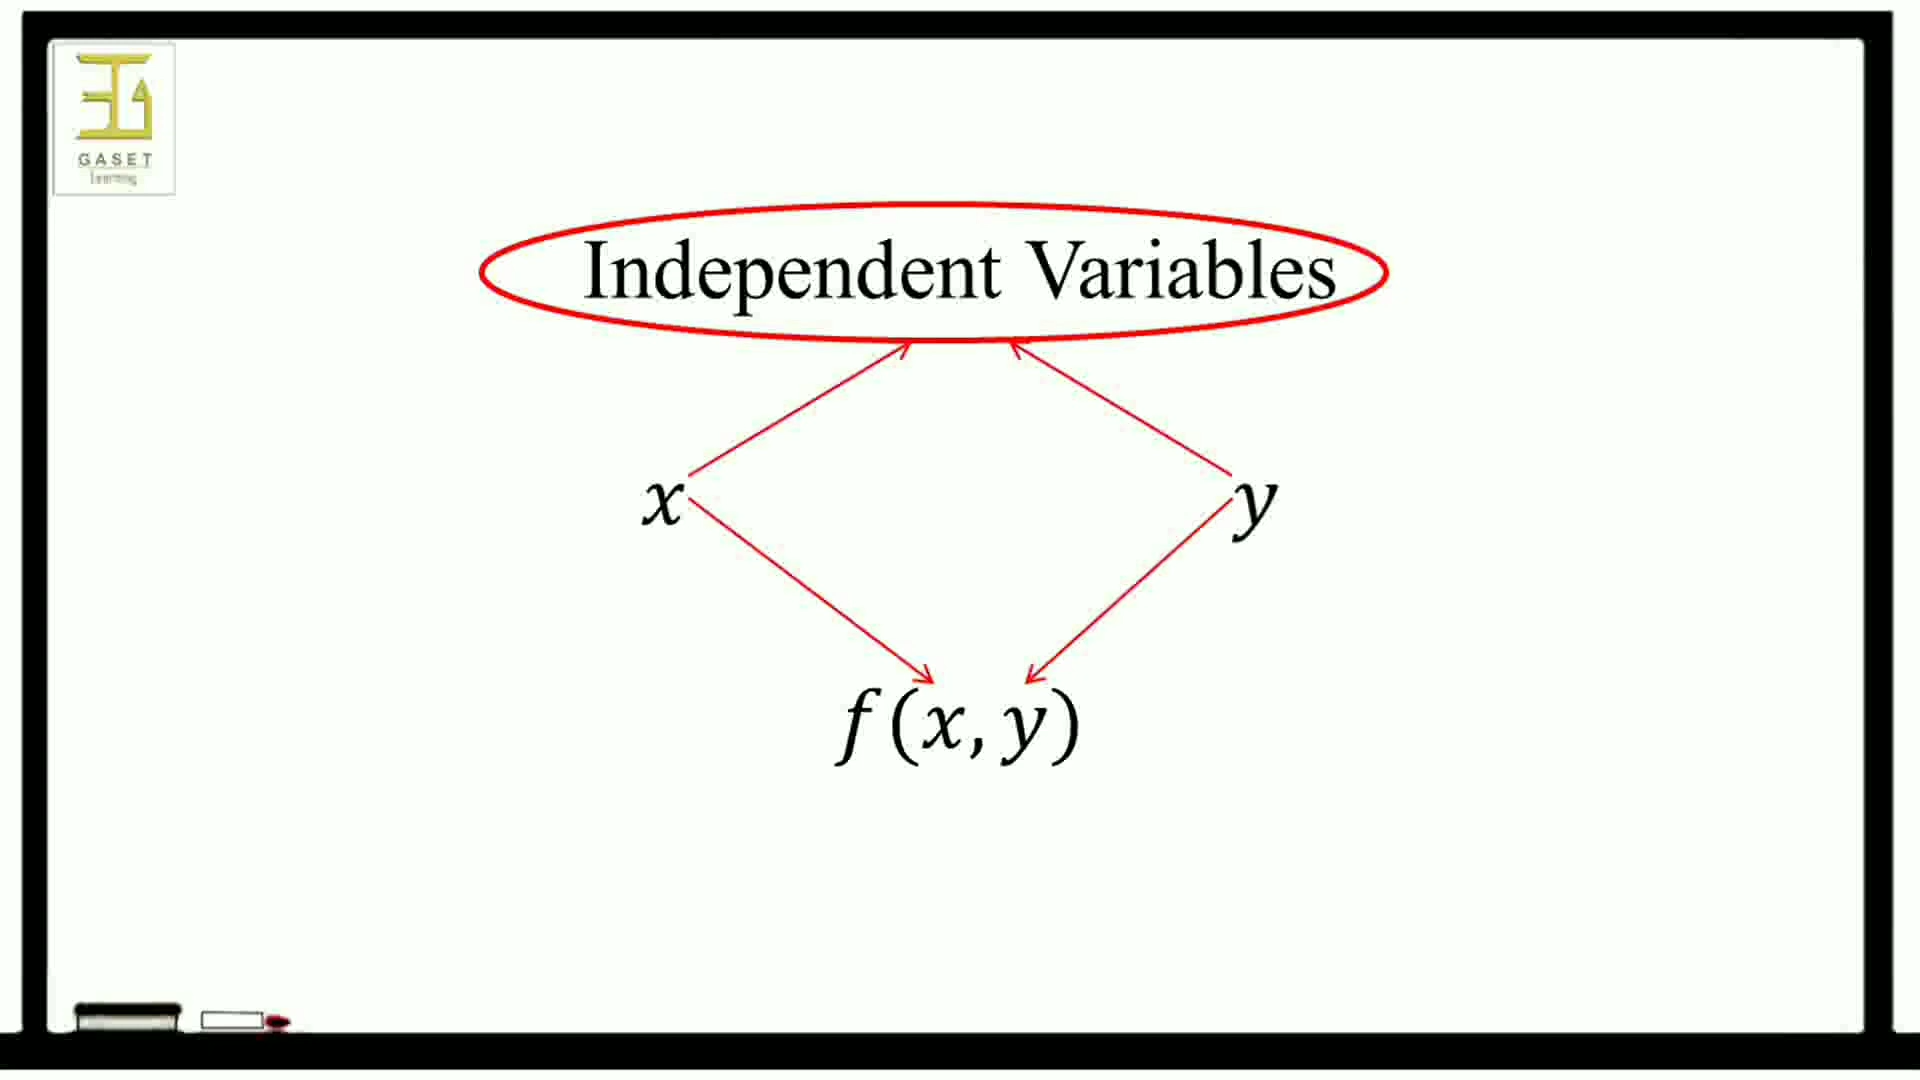 GASET
Learning
Independent Variables
x y
f(x, y)